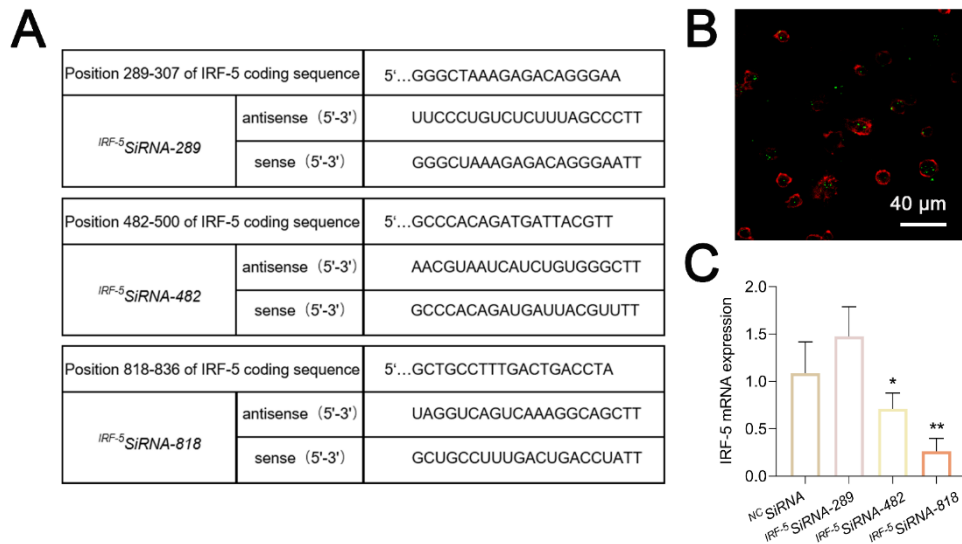 A
Position 289-307 of IRF-5 coding sequence 5'...GGGCTAAAGAGACAGGGAA
IRF-5SiRNA-289
antisense (5'-3') UUCCCUGUCUCUUUAGCCCTT
sense (5'-3') GGGCUAAAGAGACAGGGAATT
Position 482-500 of IRF-5 coding sequence 5'...GCCCACAGATGATTACGTT
IRF-5SiRNA-482
antisense (5'-3') AACGUAAUCAUCUGUGGGCTT
sense (5'-3') GCCCACAGAUGAUUACGUUTT
Position 818-836 of IRF-5 coding sequence 5'...GCTGCCTTTGACTGACCTA
IRF-5SiRNA-818
antisense (5'-3') UAGGUCAGUCAAAGGCAGCTT
sense (5'-3') GCUGCCUUUGACUGACCUATT
B
40 μm
C
IRF-5 mRNA expression
2.0
1.5
1.0
0.5
0.0
*
**
NCSiRNA
IRF-5SiRNA-289
IRF-5SiRNA-482
IRF-5SiRNA-818